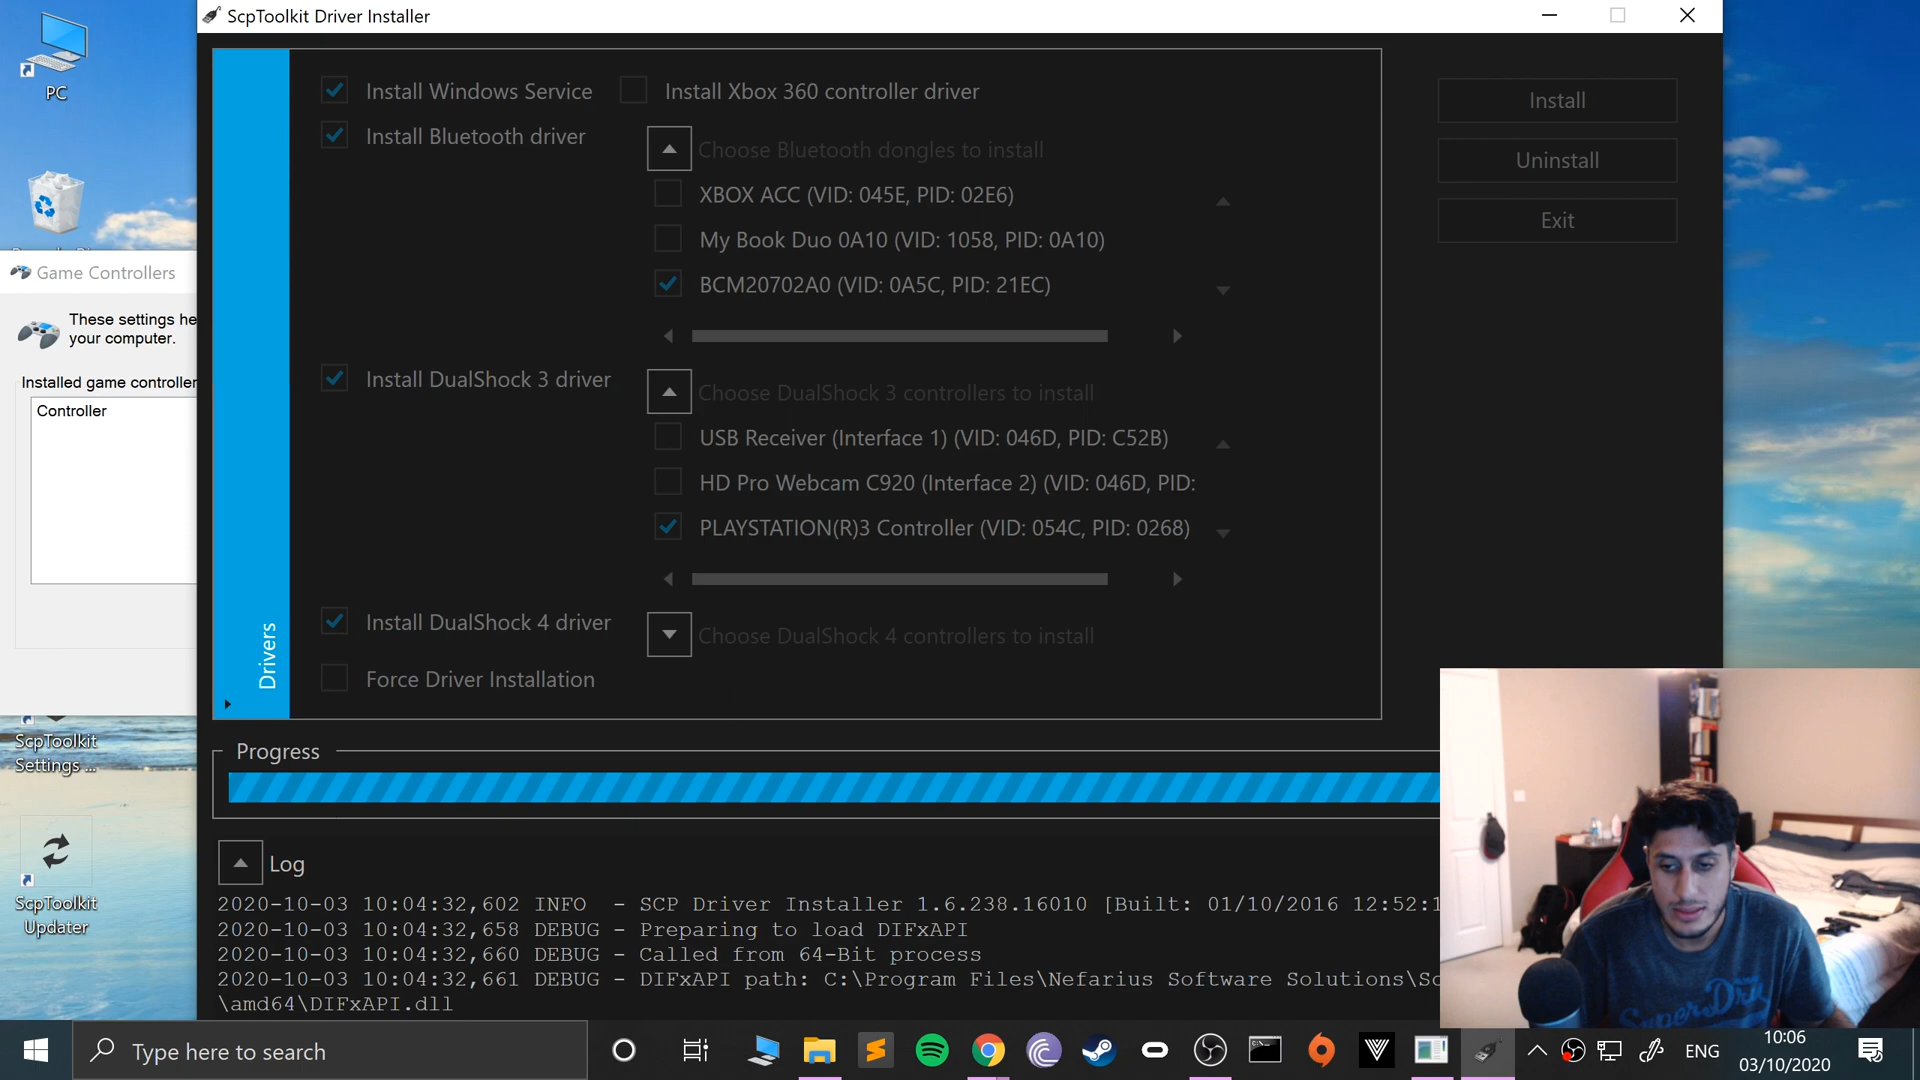 ScpToolkit Driver Installer
PC
Game Controllers
These settings he
your computer.
Installed game controller
Controller
ScpToolkit
Settings ...
ScpToolkit
Updater
Drivers
Install Windows Service
Install Xbox 360 controller driver
Install Bluetooth driver
Choose Bluetooth dongles to install
XBOX ACC (VID: 045E, PID: 02E6)
My Book Duo 0A10 (VID: 1058, PID: 0A10)
BCM20702A0 (VID: 0A5C, PID: 21EC)
Install DualShock 3 driver
Choose DualShock 3 controllers to install
USB Receiver (Interface 1) (VID: 046D, PID: C52B)
HD Pro Webcam C920 (Interface 2) (VID: 046D, PID:
PLAYSTATION(R)3 Controller (VID: 054C, PID: 0268)
Install DualShock 4 driver
Choose DualShock 4 controllers to install
Force Driver Installation
Install
Uninstall
Exit
Progress
Log
2020-10-03 10:04:32,602 INFO  - SCP Driver Installer 1.6.238.16010 [Built: 01/10/2016 12:52:1
2020-10-03 10:04:32,658 DEBUG - Preparing to load DIFxAPI
2020-10-03 10:04:32,660 DEBUG - Called from 64-Bit process
2020-10-03 10:04:32,661 DEBUG - DIFxAPI path: C:\Program Files\Nefarius Software Solutions\Sc
\amd64\DIFxAPI.dll
SuperDry
Type here to search
ENG
10:06
03/10/2020